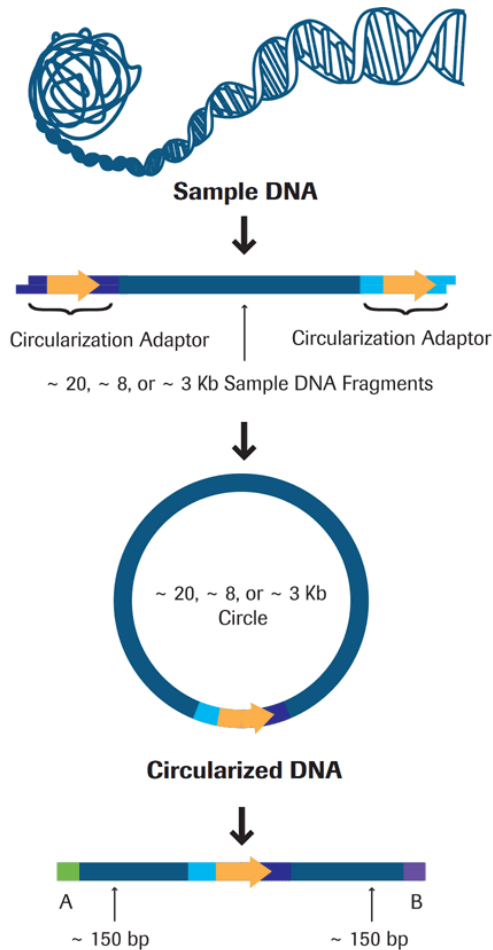 Sample DNA
Circularization Adaptor
Circularization Adaptor
~ 20, ~ 8, or ~ 3 Kb Sample DNA Fragments
~ 20, ~ 8, or ~ 3 Kb
Circle
Circularized DNA
A
B
~ 150 bp
~ 150 bp